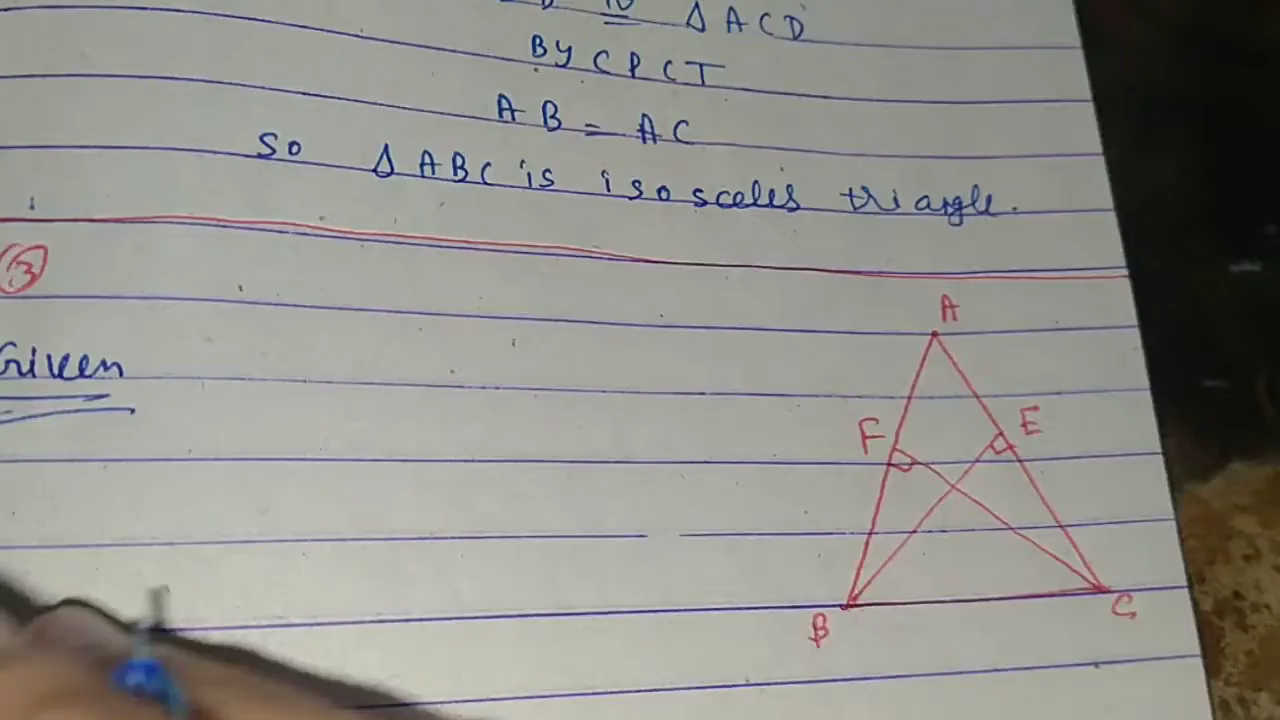 ≅ Δ ACD
By CPCT
AB = AC
So Δ ABC is isosceles triangle.
3
Given
A
F
E
B
C